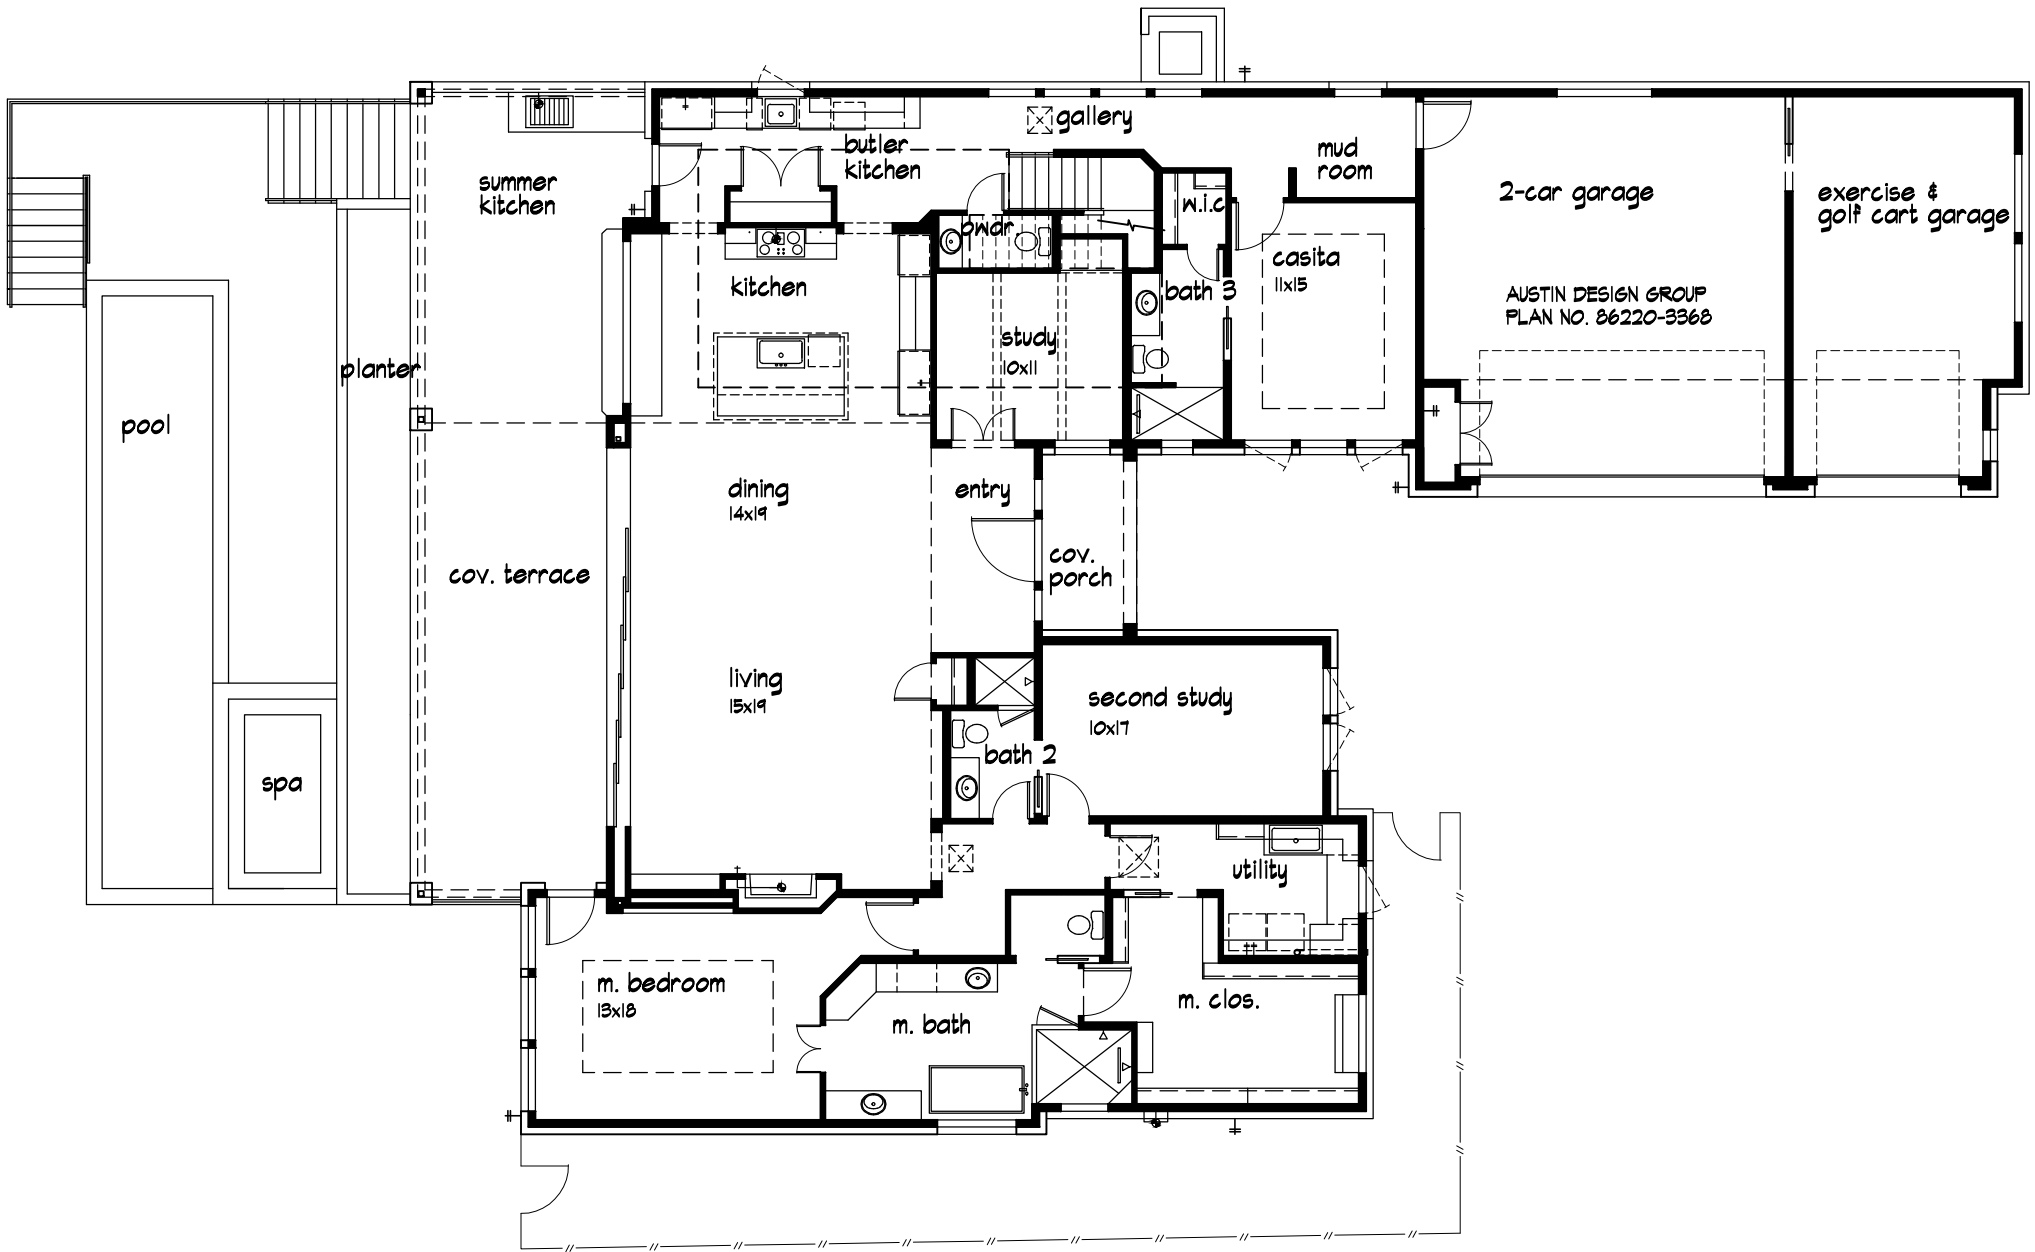 gallery
butler
kitchen
mud
room
summer
kitchen
2-car garage
exercise &
golf cart garage
w.i.c.
pwdr.
casita
11x15
bath 3
kitchen
AUSTIN DESIGN GROUP
PLAN NO. 86220-3368
study
10x11
planter
pool
dining
14x19
entry
cov.
porch
cov. terrace
living
15x19
second study
10x17
bath 2
spa
utility
m. bedroom
13x18
m. clos.
m. bath